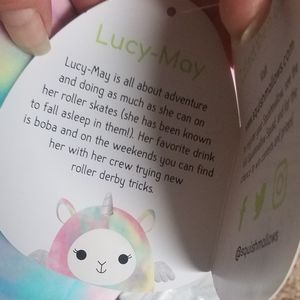 Lucy-May
Lucy-May is all about adventure
and doing as much as she can on
her roller skates (she has been known
to fall asleep in them!). Her favorite drink
is boba and on the weekends you can find
her with her crew trying new
roller derby tricks.
@squishmallows